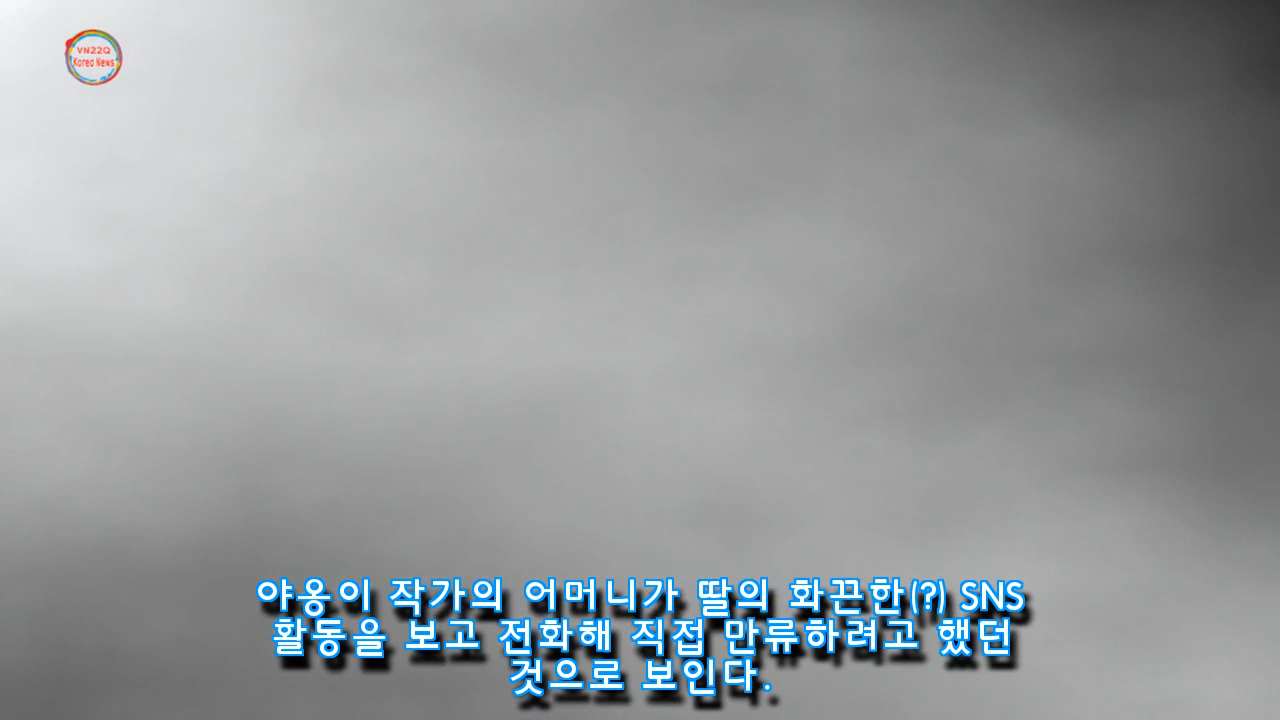 VN22Q
Korea News
야옹이 작가의 어머니가 딸의 화끈한(?) SNS
활동을 보고 전화해 직접 만류하려고 했던
것으로 보인다.